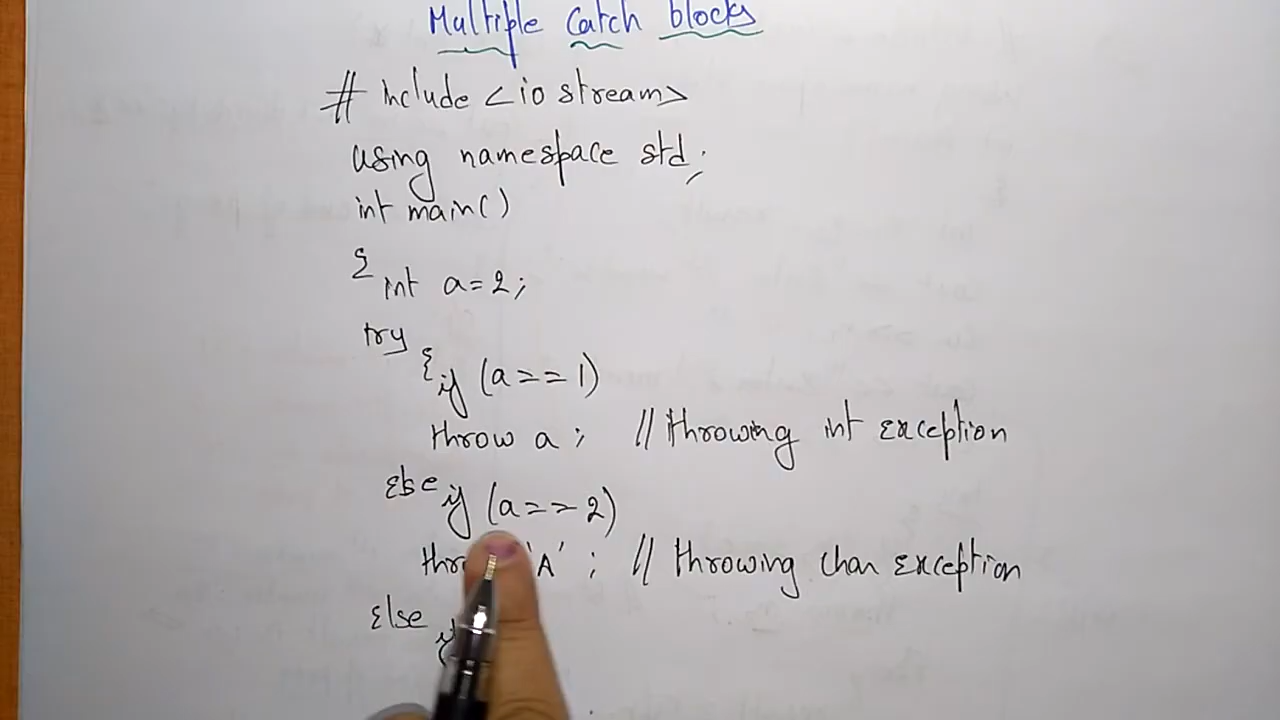 Multiple Catch blocks
# include <iostream>
using namespace std;
int main()
{
int a=2;
try
{ if (a==1)
throw a; // throwing int exception
Else if (a==2)
'A'; // throwing char exception
Else